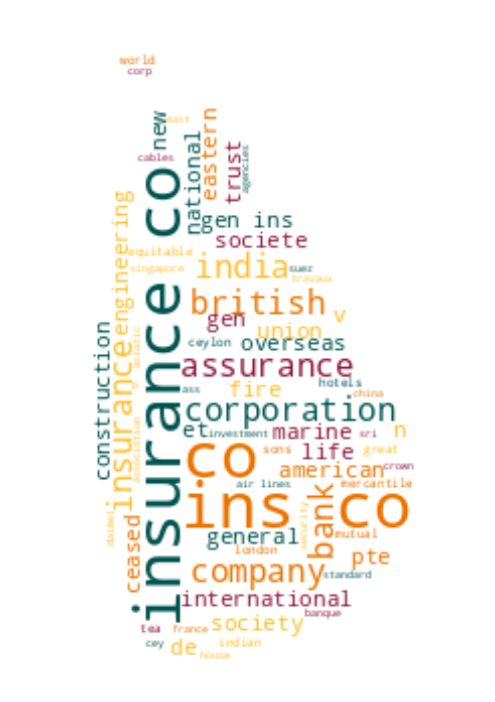 world
corp
new
east
cables
national
eastern
trust
agencies
insurance co
gen ins
societe
engineering
equitable
singapore
india
suez
travaux
british
gen
v
union
ceylon
overseas
construction
asiatic
insurance
assurance
ass
fire
hotels
china
corporation
et
investment
marine
sri
n
association
co
sons
life
great
american
crown
air lines
mercantile
ins co
daimei
security
bank
general
mutual
london
ceased
company
pte
standard
international
banque
tea
france
society
cey
de
indian
house